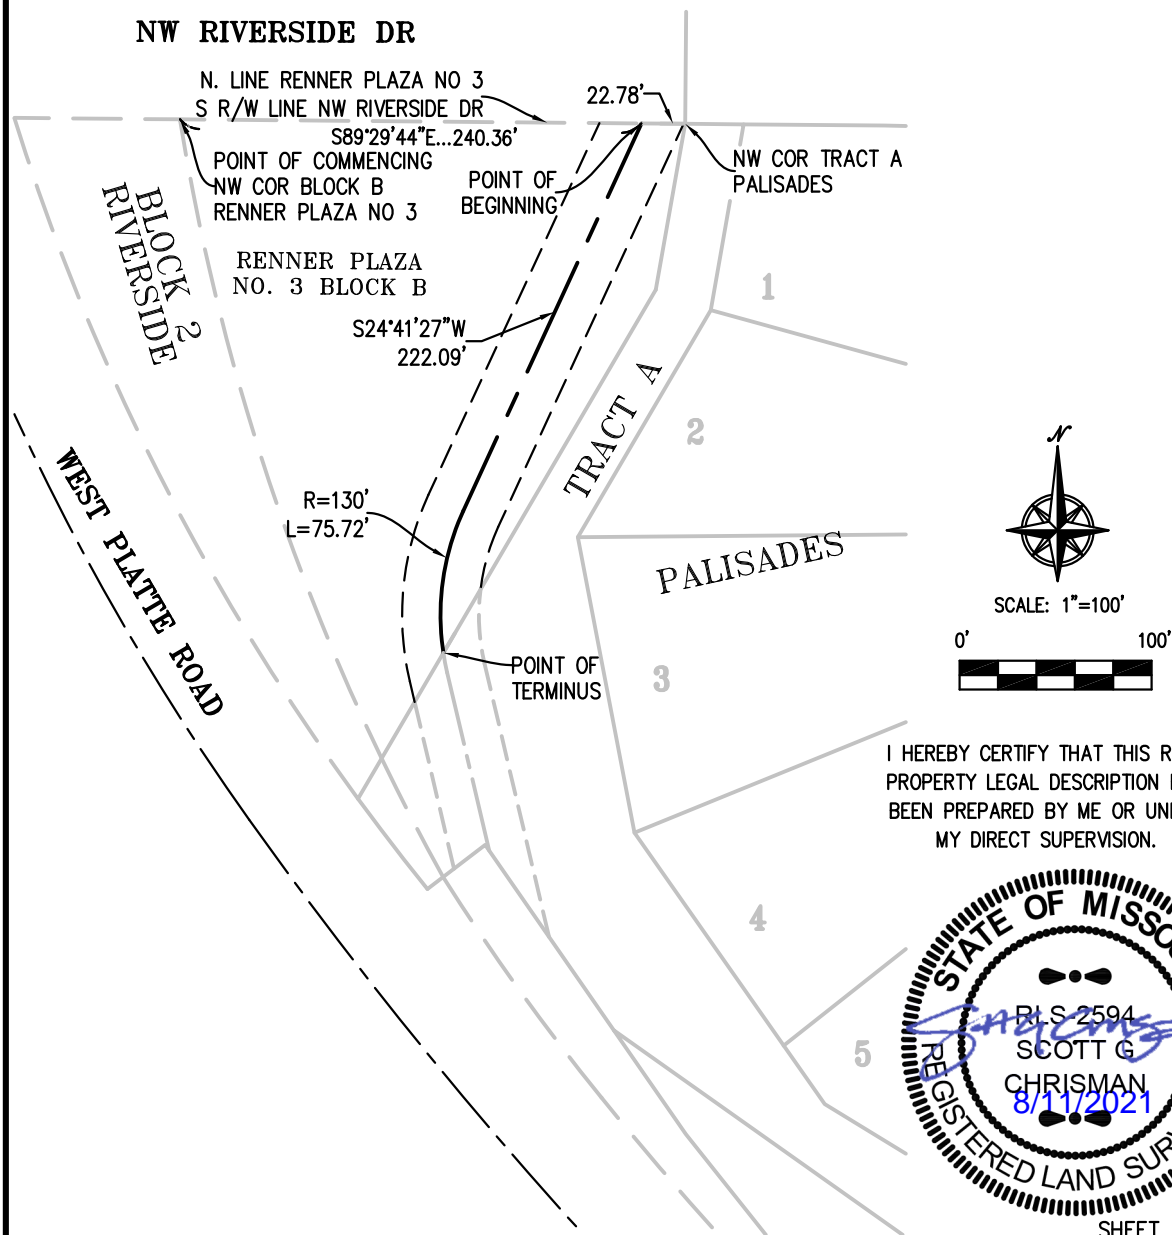 NW RIVERSIDE DR
N. LINE RENNER PLAZA NO 3
S R/W LINE NW RIVERSIDE DR
S89°29'44"E...240.36'
22.78'
POINT OF COMMENCING
NW COR BLOCK B
RENNER PLAZA NO 3
POINT OF
BEGINNING
NW COR TRACT A
PALISADES
BLOCK 2
RIVERSIDE
RENNER PLAZA
NO. 3 BLOCK B
1
S24°41'27"W
222.09'
TRACT A
2
WEST PLATTE ROAD
R=130'
L=75.72'
PALISADES
N
SCALE: 1"=100'
0' 100'
POINT OF
TERMINUS
3
I HEREBY CERTIFY THAT THIS
PROPERTY LEGAL DESCRIPTION
BEEN PREPARED BY ME OR
MY DIRECT SUPERVISION.
4
5
STATE OF
RLS-2594
SCOTT G
CHRISMAN
8/11/2021
REGISTERED LAND
SHEET